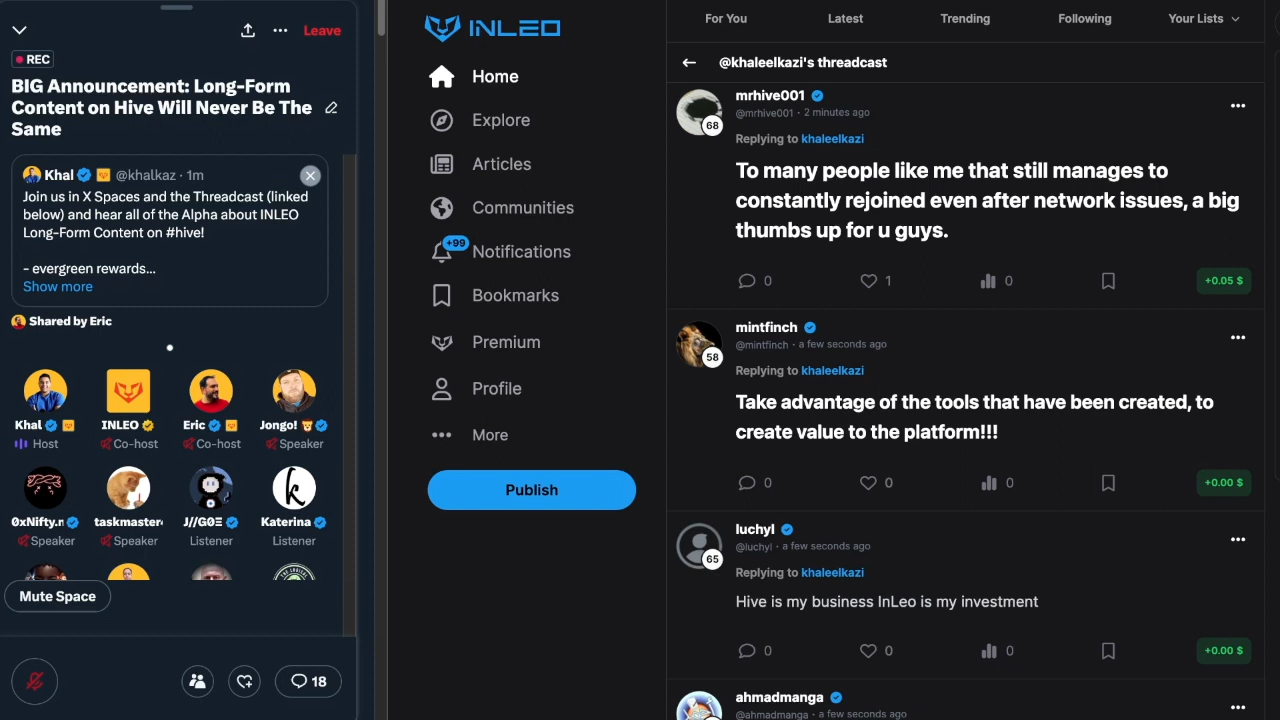 Leave
REC
BIG Announcement: Long-Form
Content on Hive Will Never Be The
Same
Khal @khalkaz · 1m
Join us in X Spaces and the Threadcast (linked
below) and hear all of the Alpha about INLEO
Long-Form Content on #hive!
- evergreen rewards...
Show more
Shared by Eric
Khal
INLEO
Eric
Jongo!
Host
Co-host
Co-host
Speaker
0xNifty.n
taskmaster
J//G0Ξ
Katerina
Speaker
Speaker
Listener
Listener
Mute Space
18
INLEO
Home
Explore
Articles
Communities
+99
Notifications
Bookmarks
Premium
Profile
More
Publish
For You
Latest
Trending
Following
Your Lists
@khaleelkazi's threadcast
mrhive001
@mrhive001 · 2 minutes ago
68
Replying to khaleelkazi
To many people like me that still manages to
constantly rejoined even after network issues, a big
thumbs up for u guys.
0
1
0
+0.05 $
mintfinch
@mintfinch · a few seconds ago
58
Replying to khaleelkazi
Take advantage of the tools that have been created, to
create value to the platform!!!
0
0
0
+0.00 $
luchyl
@luchyl · a few seconds ago
65
Replying to khaleelkazi
Hive is my business InLeo is my investment
0
0
0
+0.00 $
ahmadmanga
@ahmadmanga · a few seconds ago